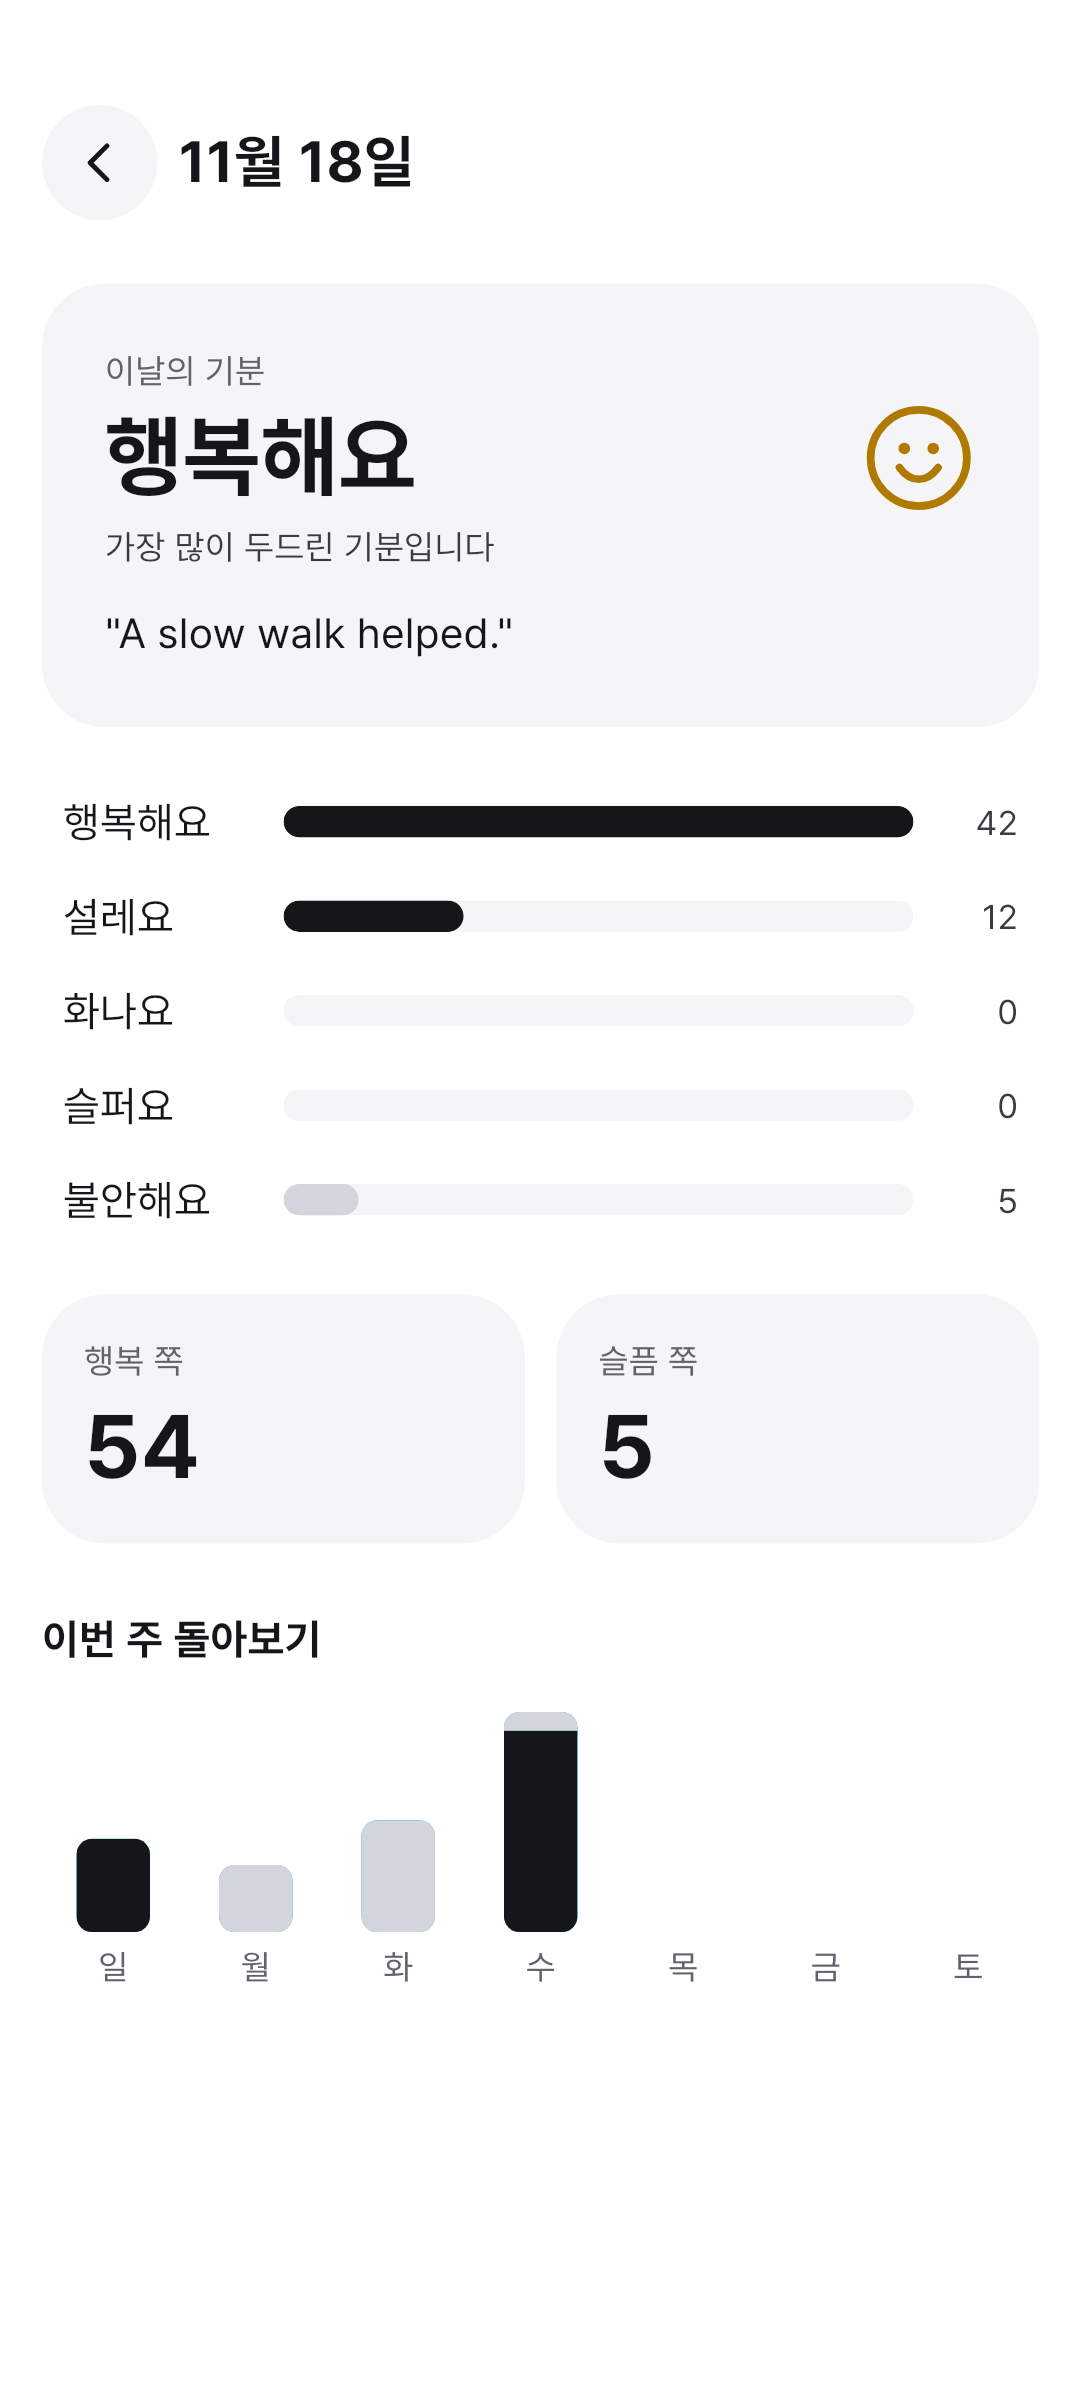 11월 18일
이날의 기분
행복해요
가장 많이 두드린 기분입니다
"A slow walk helped."
행복해요 42
설레요 12
화나요 0
슬퍼요 0
불안해요 5
행복 쪽 슬픔 쪽
54 5
이번 주 돌아보기
일 월 화 수 목 금 토